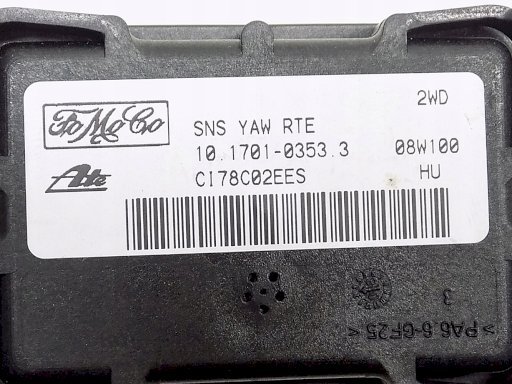 FoMoCo
Ate
2WD
SNS YAW RTE
10.1701-0353.3 08W100
CI78C02EES HU
3
>PA6.6-GF25<